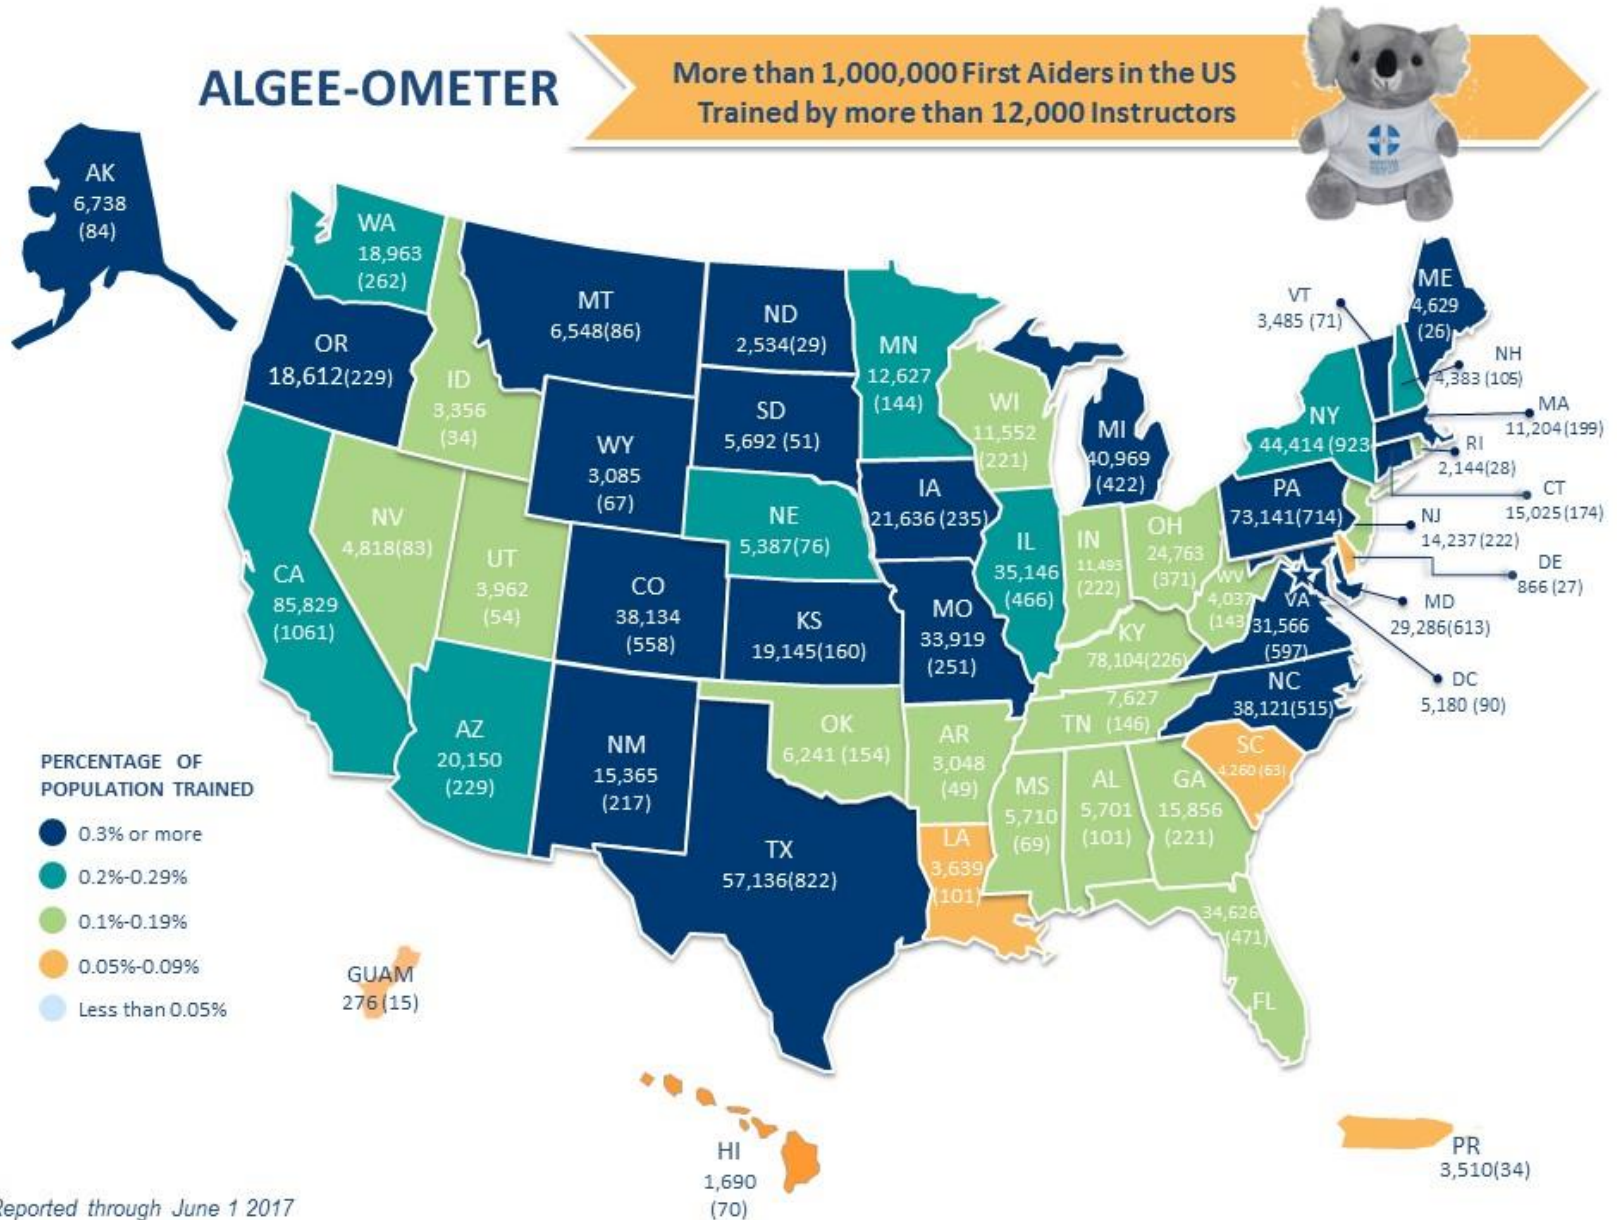 ALGEE-OMETER
More than 1,000,000 First Aiders in the US
Trained by more than 12,000 Instructors
AK
6,738
(84)
WA
18,963
(262)
OR
18,612(229)
ID
3,356
(34)
MT
6,548(86)
ND
2,534(29)
MN
12,627
(144)
WI
11,552
(221)
MI
40,969
(422)
VT
3,485 (71)
ME
4,629
(26)
NH
4,383 (105)
MA
11,204(199)
NY
44,414 (923
RI
2,144(28)
CT
15,025(174)
NJ
14,237(222)
DE
866 (27)
MD
29,286(613)
DC
5,180 (90)
SD
5,692 (51)
WY
3,085
(67)
NE
5,387(76)
IA
21,636 (235)
IL
35,146
(466)
IN
11,493
(222)
OH
24,763
(371)
PA
73,141(714)
WV
4,037
(143)
VA
31,566
(597)
NC
38,121(515)
KY
78,104(226)
TN
7,627
(146)
SC
4,260 (63)
NV
4,818(83)
UT
3,962
(54)
CO
38,134
(558)
KS
19,145(160)
MO
33,919
(251)
CA
85,829
(1061)
AZ
20,150
(229)
NM
15,365
(217)
OK
6,241 (154)
AR
3,048
(49)
MS
5,710
(69)
AL
5,701
(101)
GA
15,856
(221)
TX
57,136(822)
LA
3,639
(101)
34,626
(471)
FL
PERCENTAGE OF
POPULATION TRAINED
0.3% or more
0.2%-0.29%
0.1%-0.19%
0.05%-0.09%
Less than 0.05%
GUAM
276 (15)
HI
1,690
(70)
PR
3,510(34)
Reported through June 1 2017